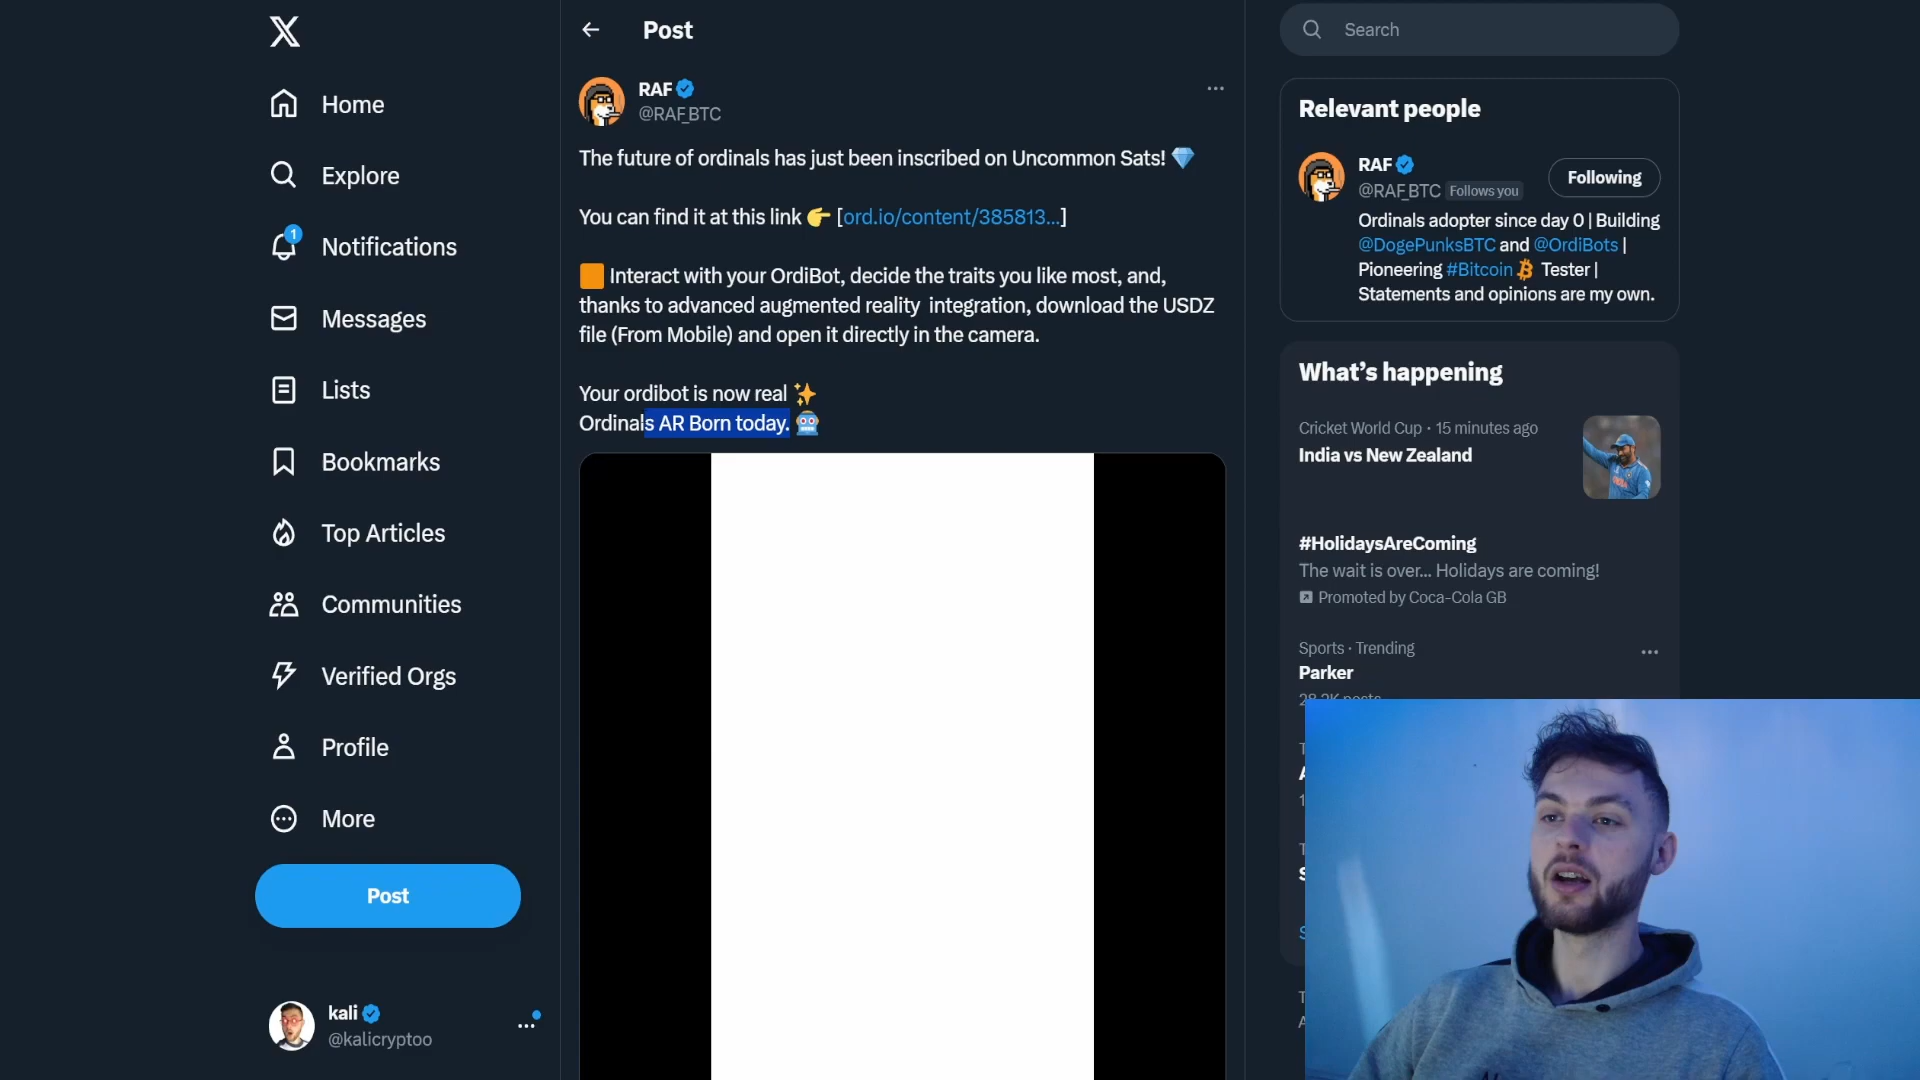 Home
Explore
1
Notifications
Messages
Lists
Bookmarks
Top Articles
Communities
Verified Orgs
Profile
More
Post
kali
@kalicryptoo
Post
RAF
@RAF_BTC
The future of ordinals has just been inscribed on Uncommon Sats!
You can find it at this link [ord.io/content/385813...]
Interact with your OrdiBot, decide the traits you like most, and,
thanks to advanced augmented reality integration, download the USDZ
file (From Mobile) and open it directly in the camera.
Your ordibot is now real
Ordinals AR Born today.
Search
Relevant people
RAF
@RAF_BTC Follows you
Following
Ordinals adopter since day 0 | Building
@DogePunksBTC and @OrdiBots |
Pioneering #Bitcoin Tester |
Statements and opinions are my own.
What's happening
Cricket World Cup · 15 minutes ago
India vs New Zealand
#HolidaysAreComing
The wait is over... Holidays are coming!
Promoted by Coca-Cola GB
Sports · Trending
Parker
28.2K posts